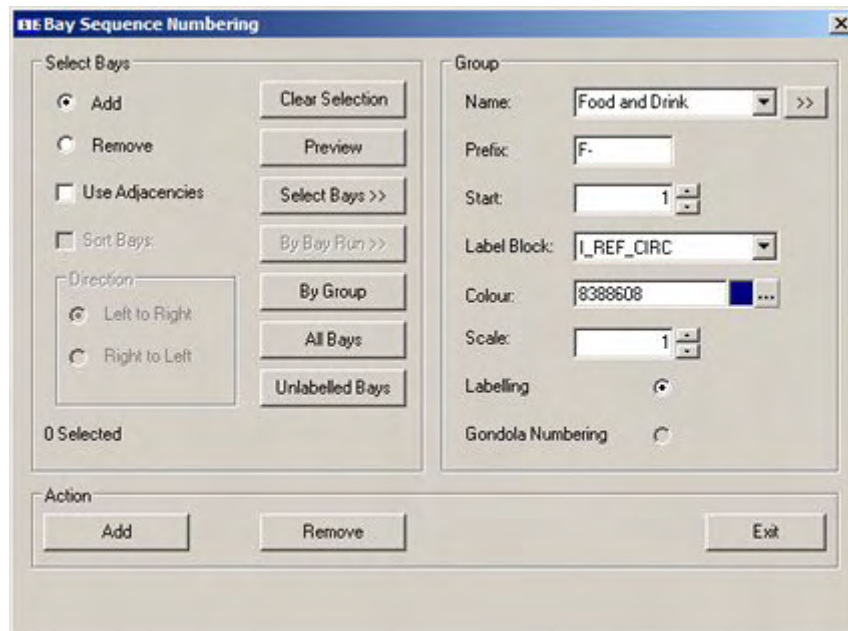 Bay Sequence Numbering
Select Bays
Add
Remove
Use Adjacencies
Sort Bays:
Direction
Left to Right
Right to Left
0 Selected
Clear Selection
Preview
Select Bays >>
By Bay Run >>
By Group
All Bays
Unlabelled Bays
Group
Name: Food and Drink >>
Prefix: F-
Start: 1
Label Block: I_REF_CIRC
Colour: 8388608 ...
Scale: 1
Labelling
Gondola Numbering
Action
Add Remove Exit